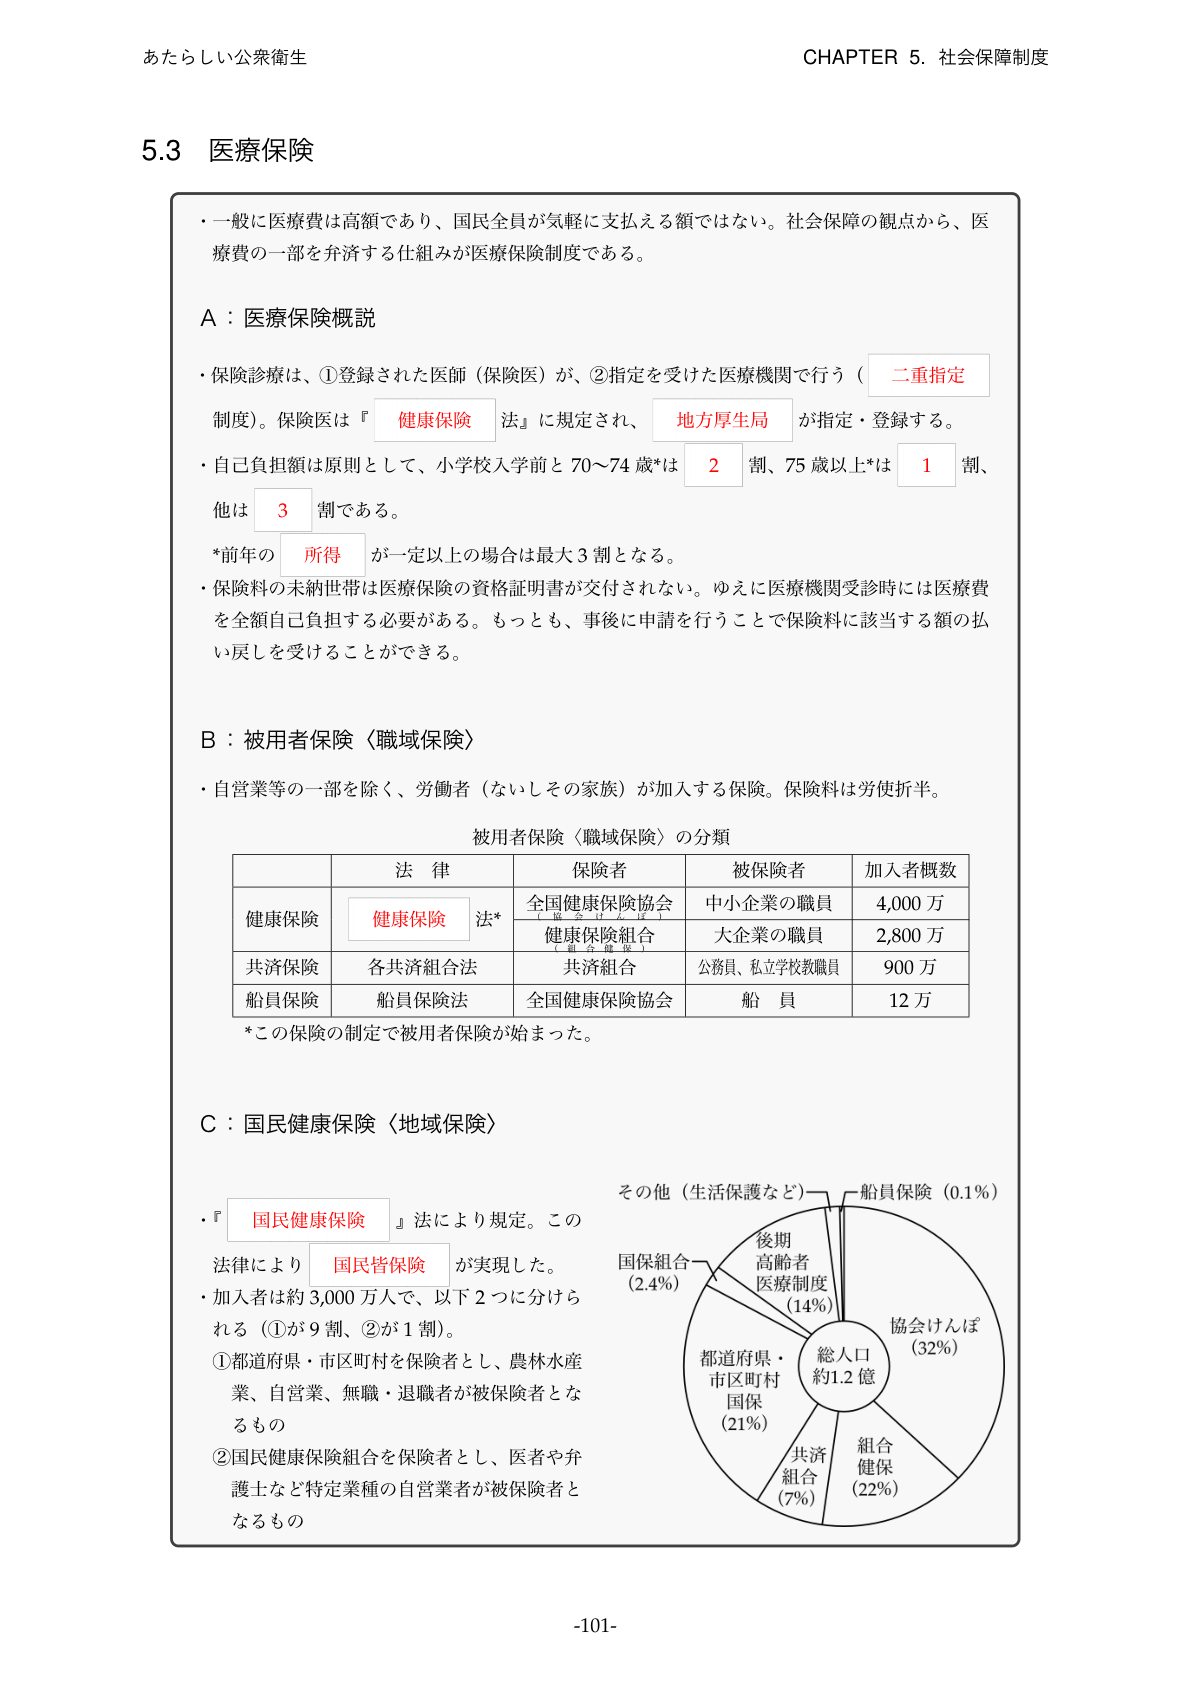 あたらしい公衆衛生
CHAPTER 5. 社会保障制度
5.3 医療保険
・一般に医療費は高額であり、国民全員が気軽に支払える額ではない。社会保障の観点から、医
療費の一部を弁済する仕組みが医療保険制度である。
A：医療保険概説
・保険診療は、①登録された医師（保険医）が、②指定を受けた医療機関で行う（ 二重指定
制度）。保険医は『 健康保険 法』に規定され、 地方厚生局 が指定・登録する。
・自己負担額は原則として、小学校入学前と 70〜74 歳*は 2 割、75 歳以上*は 1 割、
他は 3 割である。
*前年の 所得 が一定以上の場合は最大 3 割となる。
・保険料の未納世帯は医療保険の資格証明書が交付されない。ゆえに医療機関受診時には医療費
を全額自己負担する必要がある。もっとも、事後に申請を行うことで保険料に該当する額の払
い戻しを受けることができる。
B：被用者保険〈職域保険〉
・自営業等の一部を除く、労働者（ないしその家族）が加入する保険。保険料は労使折半。
被用者保険〈職域保険〉の分類
法 律 保険者 被保険者 加入者概数
健康保険 健康保険 法* 全国健康保険協会 中小企業の職員 4,000 万
（協会けんぽ）
健康保険組合 大企業の職員 2,800 万
（組合健保）
共済保険 各共済組合法 共済組合 公務員、私立学校教職員 900 万
船員保険 船員保険法 全国健康保険協会 船 員 12 万
*この保険の制定で被用者保険が始まった。
C：国民健康保険〈地域保険〉
・『 国民健康保険 』法により規定。この
法律により 国民皆保険 が実現した。
・加入者は約 3,000 万人で、以下 2 つに分けら
れる（①が 9 割、②が 1 割）。
①都道府県・市区町村を保険者とし、農林水産
業、自営業、無職・退職者が被保険者とな
るもの
②国民健康保険組合を保険者とし、医者や弁
護士など特定業種の自営業者が被保険者と
なるもの
その他（生活保護など）
船員保険（0.1%）
国保組合
（2.4%）
後期
高齢者
医療制度
（14%）
協会けんぽ
（32%）
総人口
約1.2 億
都道府県・
市区町村
国保
（21%）
共済
組合
（7%）
組合
健保
（22%）
-101-